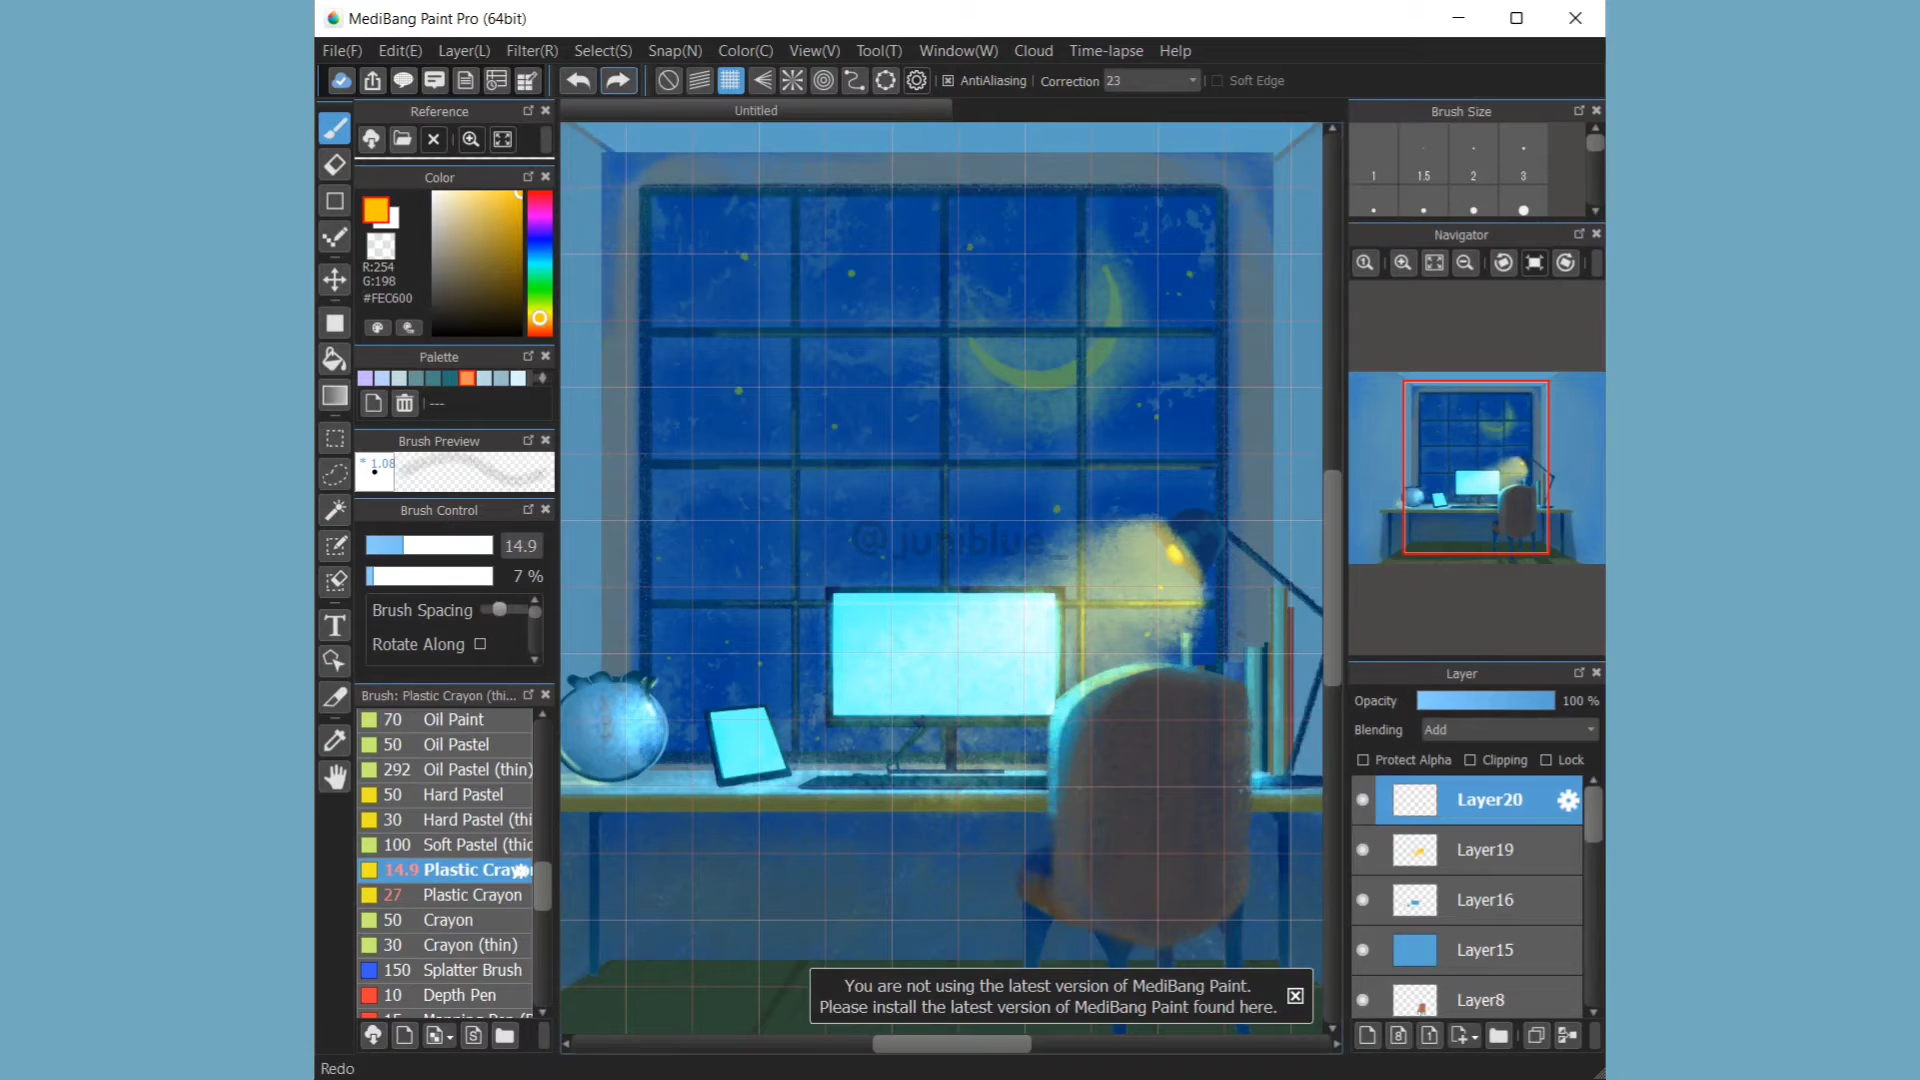 MediBang Paint Pro (64bit)
File(F) Edit(E) Layer(L) Filter(R) Select(S) Snap(N) Color(C) View(V) Tool(T) Window(W) Cloud Time-lapse Help
AntiAliasing Correction 23 Soft Edge
Reference
Untitled
Brush Size
1 1.5 2 3
Color
R:254
G:198
#FEC600
Navigator
Palette
---
Brush Preview
* 1.08
Brush Control
14.9
7 %
Brush Spacing
Rotate Along
@juniblue_
Brush: Plastic Crayon (thi...
70 Oil Paint
50 Oil Pastel
292 Oil Pastel (thin)
50 Hard Pastel
30 Hard Pastel (thi
100 Soft Pastel (thic
14.9 Plastic Crayon
27 Plastic Crayon
50 Crayon
30 Crayon (thin)
150 Splatter Brush
10 Depth Pen
Layer
Opacity 100 %
Blending Add
Protect Alpha Clipping Lock
Layer20
Layer19
Layer16
Layer15
Layer8
You are not using the latest version of MediBang Paint.
Please install the latest version of MediBang Paint found here.
Redo